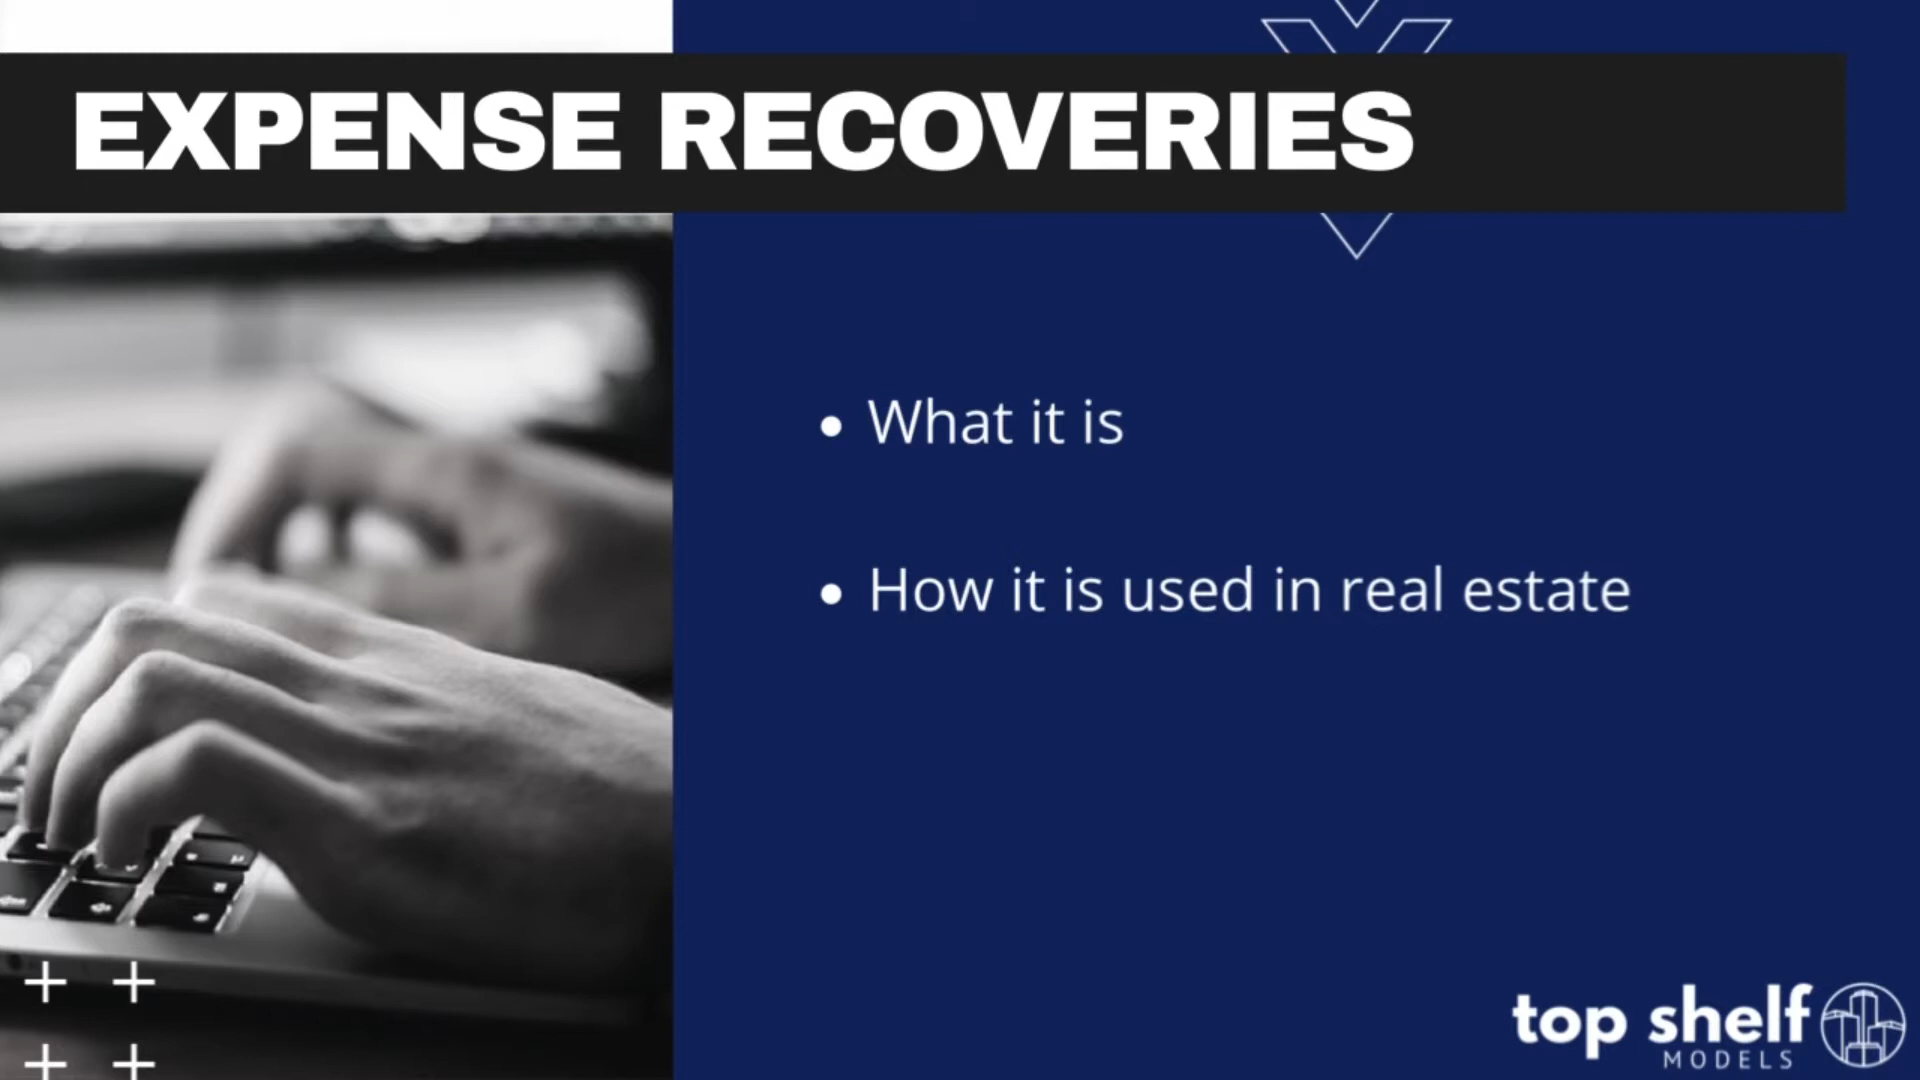 EXPENSE RECOVERIES
• What it is
• How it is used in real estate
top shelf
MODELS